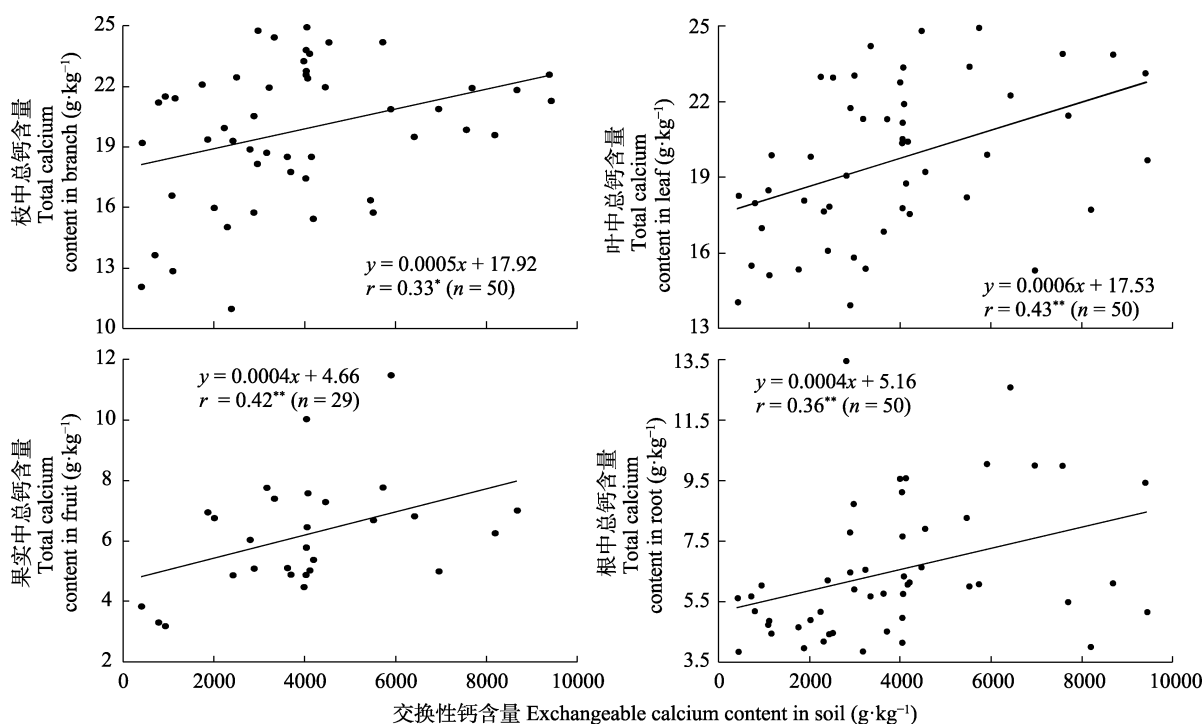 25
22
19
16
13
10
枝中总钙含量
Total calcium
content in branch (g·kg⁻¹)
y = 0.0005x + 17.92
r = 0.33* (n = 50)
25
22
19
16
13
叶中总钙含量
Total calcium
content in leaf (g·kg⁻¹)
y = 0.0006x + 17.53
r = 0.43** (n = 50)
12
10
8
6
4
2
果实中总钙含量
Total calcium
content in fruit (g·kg⁻¹)
y = 0.0004x + 4.66
r = 0.42** (n = 29)
0 2000 4000 6000 8000 10000
13.5
11.5
9.5
7.5
5.5
3.5
根中总钙含量
Total calcium
content in root (g·kg⁻¹)
y = 0.0004x + 5.16
r = 0.36** (n = 50)
0 2000 4000 6000 8000 10000
交换性钙含量 Exchangeable calcium content in soil (g·kg⁻¹)